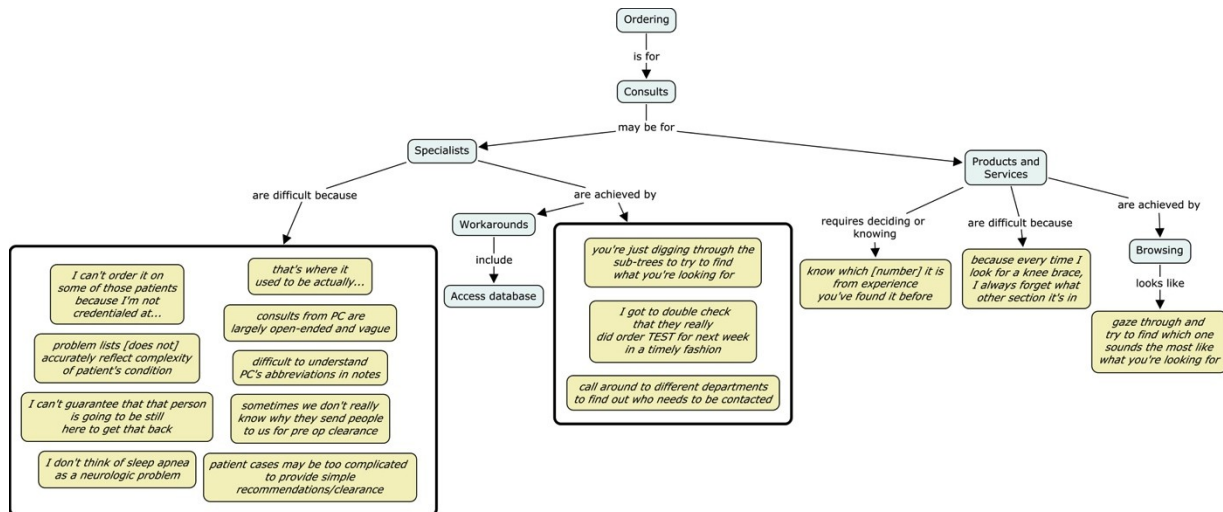 Ordering
is for
Consults
may be for
Specialists
are difficult because
I can't order it on
some of those patients
because I'm not
credentialed at...
that's where it
used to be actually...
consults from PC are
largely open-ended and vague
problem lists [does not]
accurately reflect complexity
of patient's condition
difficult to understand
PC's abbreviations in notes
I can't guarantee that that person
is going to be still
here to get that back
sometimes we don't really
know why they send people
to us for pre op clearance
I don't think of sleep apnea
as a neurologic problem
patient cases may be too complicated
to provide simple
recommendations/clearance
are achieved by
Workarounds
include
Access database
you're just digging through the
sub-trees to try to find
what you're looking for
I got to double check
that they really
did order TEST for next week
in a timely fashion
call around to different departments
to find out who needs to be contacted
Products and
Services
requires deciding or
knowing
know which [number] it is
from experience
you've found it before
are difficult because
because every time I
look for a knee brace,
I always forget what
other section it's in
are achieved by
Browsing
looks like
gaze through and
try to find which one
sounds the most like
what you're looking for